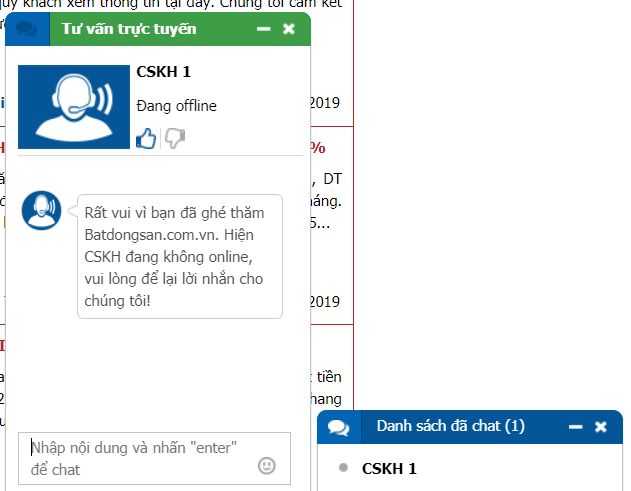 quý khách xem thông tin tại đây. Chúng tôi cam kết
Tư vấn trực tuyến
CSKH 1
Đang offline
2019
%
, DT
háng.
5...
Rất vui vì bạn đã ghé thăm
Batdongsan.com.vn. Hiện
CSKH đang không online,
vui lòng để lại lời nhắn cho
chúng tôi!
2019
tiền
hang
Nhập nội dung và nhấn "enter"
để chat
Danh sách đã chat (1)
CSKH 1